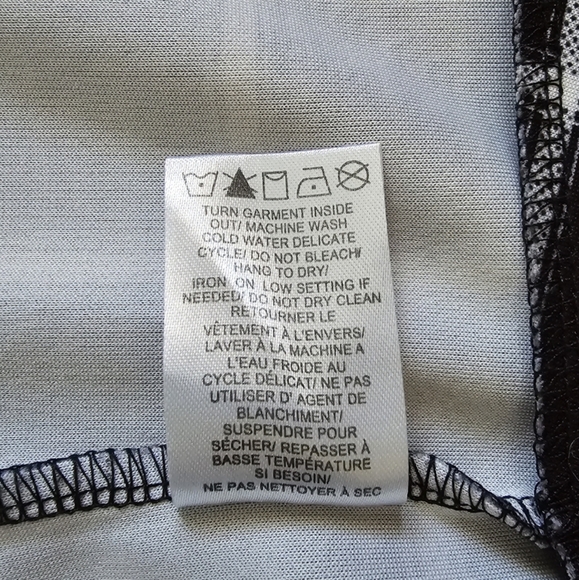 TURN GARMENT INSIDE
OUT/ MACHINE WASH
COLD WATER DELICATE
CYCLE/ DO NOT BLEACH/
HANG TO DRY/
IRON ON LOW SETTING IF
NEEDED/ DO NOT DRY CLEAN
RETOURNER LE
VÊTEMENT À L'ENVERS/
LAVER À LA MACHINE A
L'EAU FROIDE AU
CYCLE DÉLICAT/ NE PAS
UTILISER D' AGENT DE
BLANCHIMENT/
SUSPENDRE POUR
SÉCHER/ REPASSER À
BASSE TEMPÉRATURE
SI BESOIN/
NE PAS NETTOYER À SEC